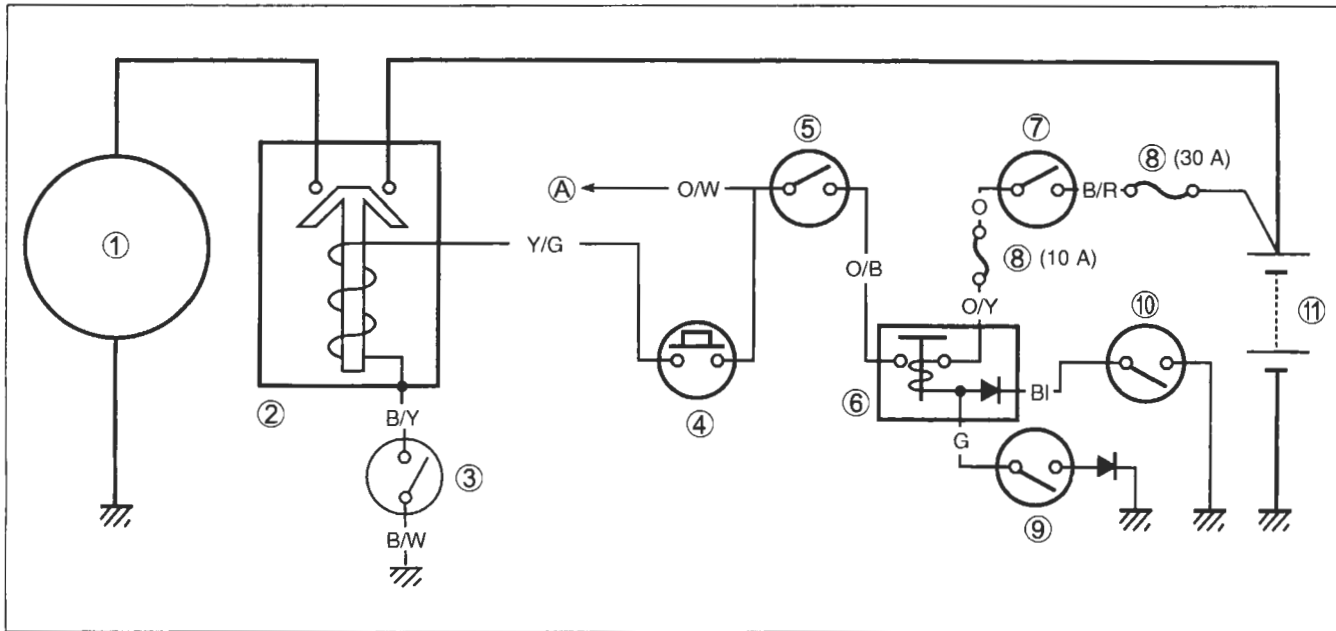 ⑤
⑦
⑧ (30 A)
Ⓐ
O/W
B/R
①
O
Y/G
O/B
⑧ (10 A)
O/Y
⑩
⑪
②
④
⑥
Bl
B/Y
G
③
⑨
B/W